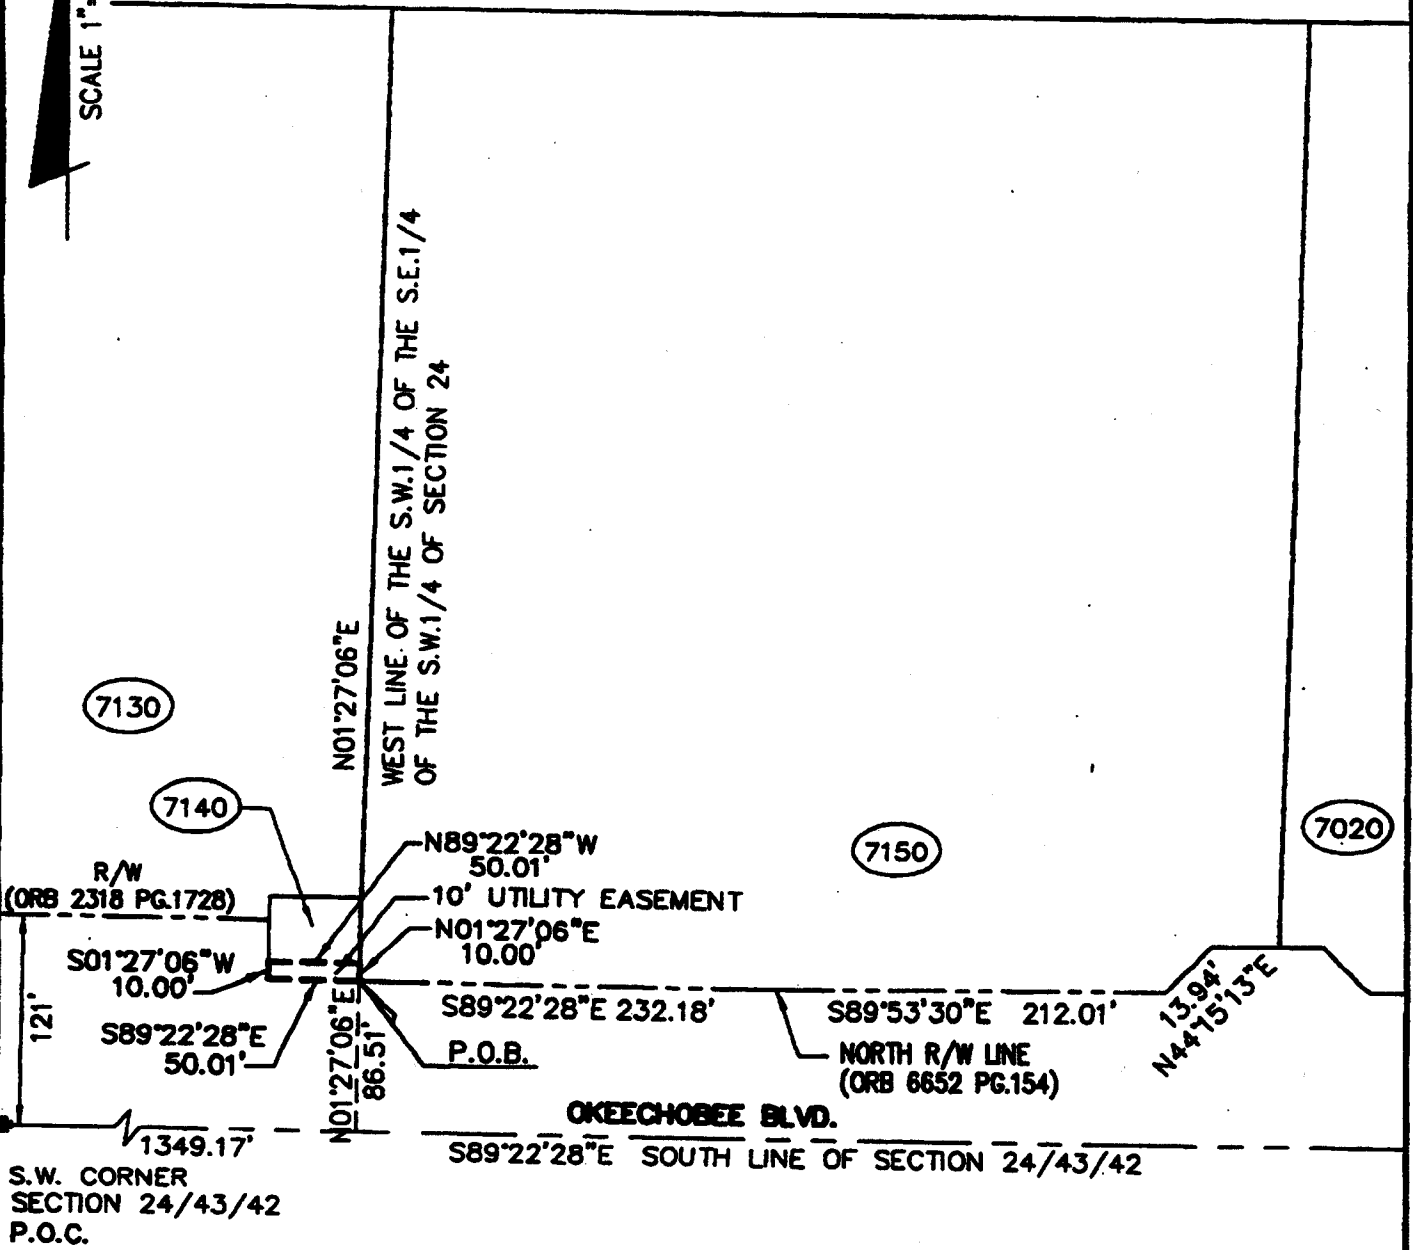 SCALE 1"=
WEST LINE OF THE S.W.1/4 OF THE S.E.1/4
OF THE S.W.1/4 OF SECTION 24
N01°27'06"E
7130
7140
7150
7020
R/W
(ORB 2318 PG.1728)
N89°22'28"W
50.01'
10' UTILITY EASEMENT
N01°27'06"E
10.00'
S01°27'06"W
10.00'
S89°22'28"E
50.01'
121'
N01°27'06"E
86.51'
P.O.B.
S89°22'28"E 232.18'
S89°53'30"E 212.01'
13.94'
N44°15'13"E
NORTH R/W LINE
(ORB 6652 PG.154)
OKEECHOBEE BLVD.
1349.17'
S89°22'28"E SOUTH LINE OF SECTION 24/43/42
S.W. CORNER
SECTION 24/43/42
P.O.C.